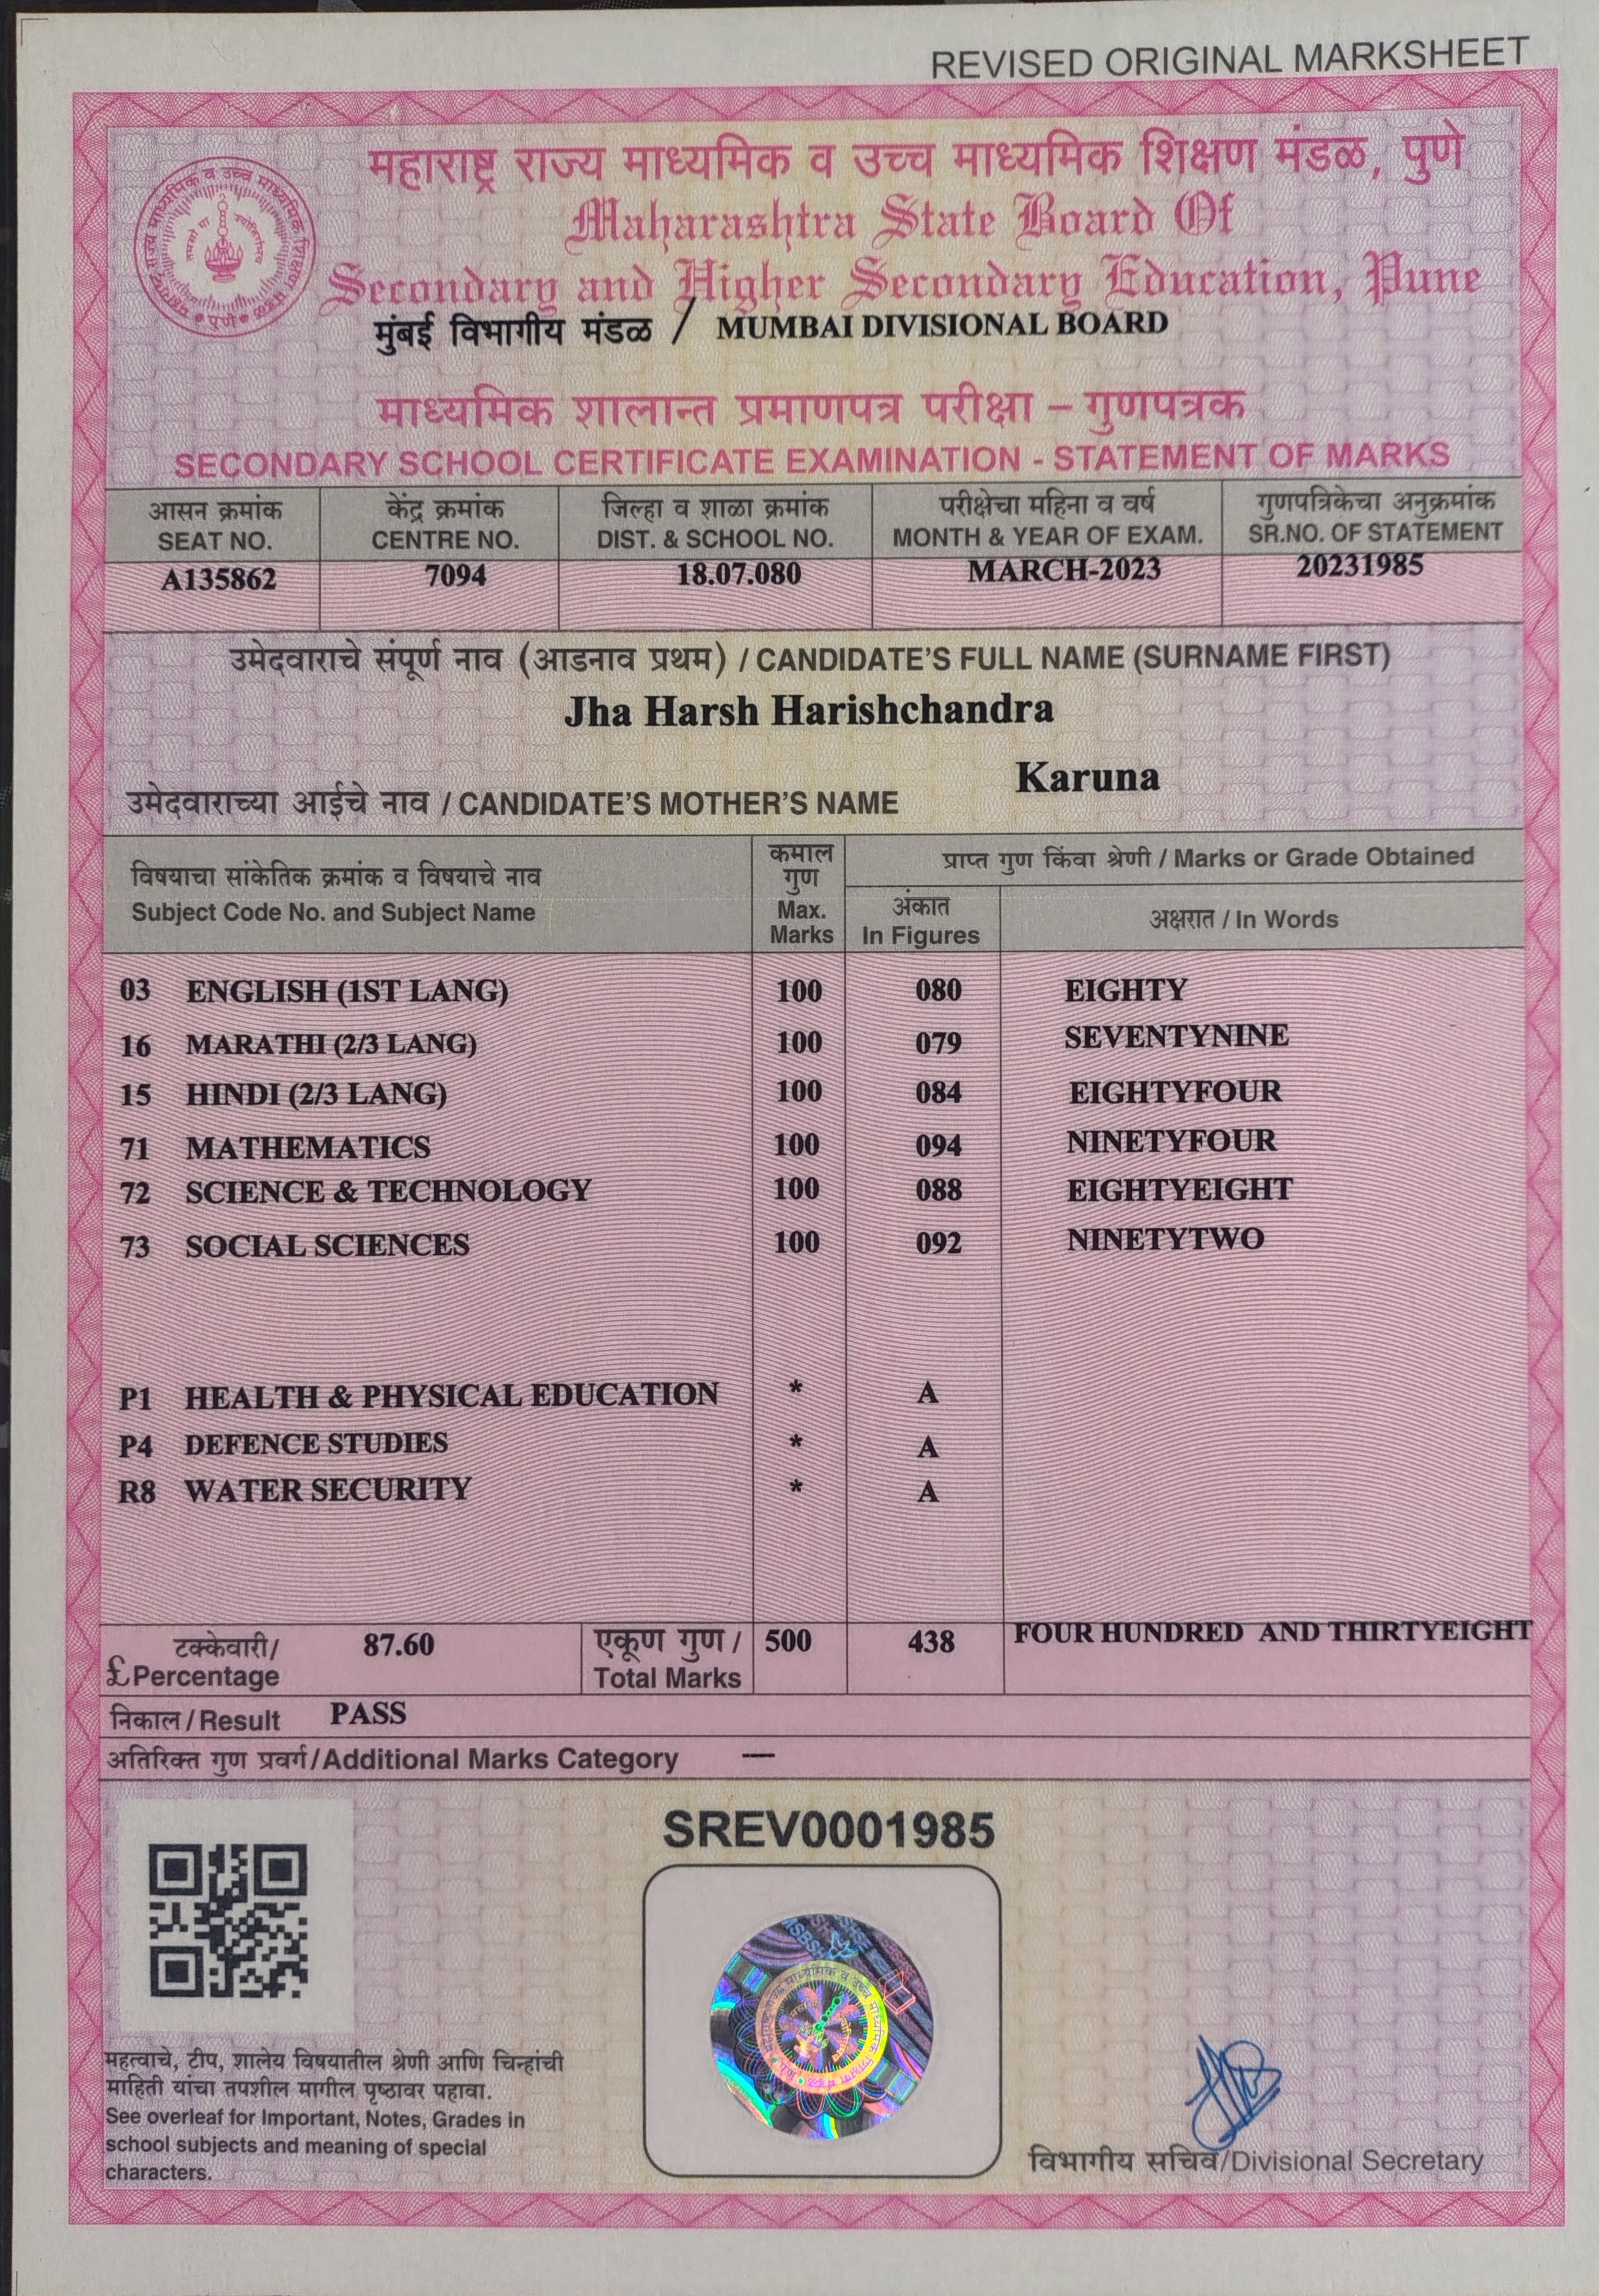 REVISED ORIGINAL MARKSHEET
महाराष्ट्र राज्य माध्यमिक व उच्च माध्यमिक शिक्षण मंडळ, पुणे
Maharashtra State Board Of
Secondary and Higher Secondary Education, Pune
मुंबई विभागीय मंडळ / MUMBAI DIVISIONAL BOARD
माध्यमिक शालान्त प्रमाणपत्र परीक्षा – गुणपत्रक
SECONDARY SCHOOL CERTIFICATE EXAMINATION - STATEMENT OF MARKS
आसन क्रमांक केंद्र क्रमांक जिल्हा व शाळा क्रमांक परीक्षेचा महिना व वर्ष गुणपत्रिकेचा अनुक्रमांक
SEAT NO. CENTRE NO. DIST. & SCHOOL NO. MONTH & YEAR OF EXAM. SR.NO. OF STATEMENT
A135862 7094 18.07.080 MARCH-2023 20231985
उमेदवाराचे संपूर्ण नाव (आडनाव प्रथम) / CANDIDATE'S FULL NAME (SURNAME FIRST)
Jha Harsh Harishchandra
उमेदवाराच्या आईचे नाव / CANDIDATE'S MOTHER'S NAME Karuna
विषयाचा सांकेतिक क्रमांक व विषयाचे नाव
Subject Code No. and Subject Name
कमाल
गुण
Max.
Marks
प्राप्त गुण किंवा श्रेणी / Marks or Grade Obtained
अंकात
In Figures
अक्षरात / In Words
03 ENGLISH (1ST LANG) 100 080 EIGHTY
16 MARATHI (2/3 LANG) 100 079 SEVENTYNINE
15 HINDI (2/3 LANG) 100 084 EIGHTYFOUR
71 MATHEMATICS 100 094 NINETYFOUR
72 SCIENCE & TECHNOLOGY 100 088 EIGHTYEIGHT
73 SOCIAL SCIENCES 100 092 NINETYTWO
P1 HEALTH & PHYSICAL EDUCATION * A
P4 DEFENCE STUDIES * A
R8 WATER SECURITY * A
टक्केवारी/ 87.60 एकूण गुण / 500 438 FOUR HUNDRED AND THIRTYEIGHT
£ Percentage Total Marks
निकाल/Result PASS
अतिरिक्त गुण प्रवर्ग/Additional Marks Category —
SREV0001985
महत्वाचे, टीप, शालेय विषयातील श्रेणी आणि चिन्हांची
माहिती यांचा तपशील मागील पृष्ठावर पहावा.
See overleaf for Important, Notes, Grades in
school subjects and meaning of special
characters.
विभागीय सचिव/Divisional Secretary